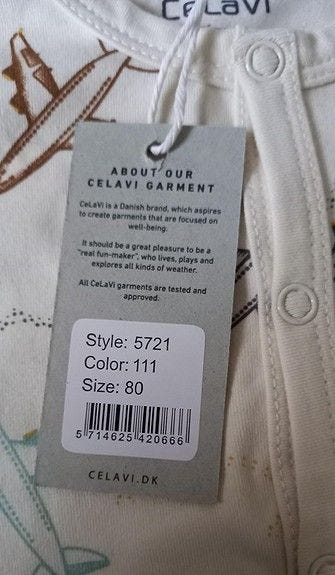 CeLaVi
ABOUT OUR
CELAVI GARMENT
CeLaVi is a Danish brand, which aspires
to create garments that are focused on
well-being.
It should be a great pleasure to be a
"real fun-maker", who lives, plays and
explores all kinds of weather.
All CeLaVi garments are tested and
approved.
Style: 5721
Color: 111
Size: 80
5 714625 420666
CELAVI.DK